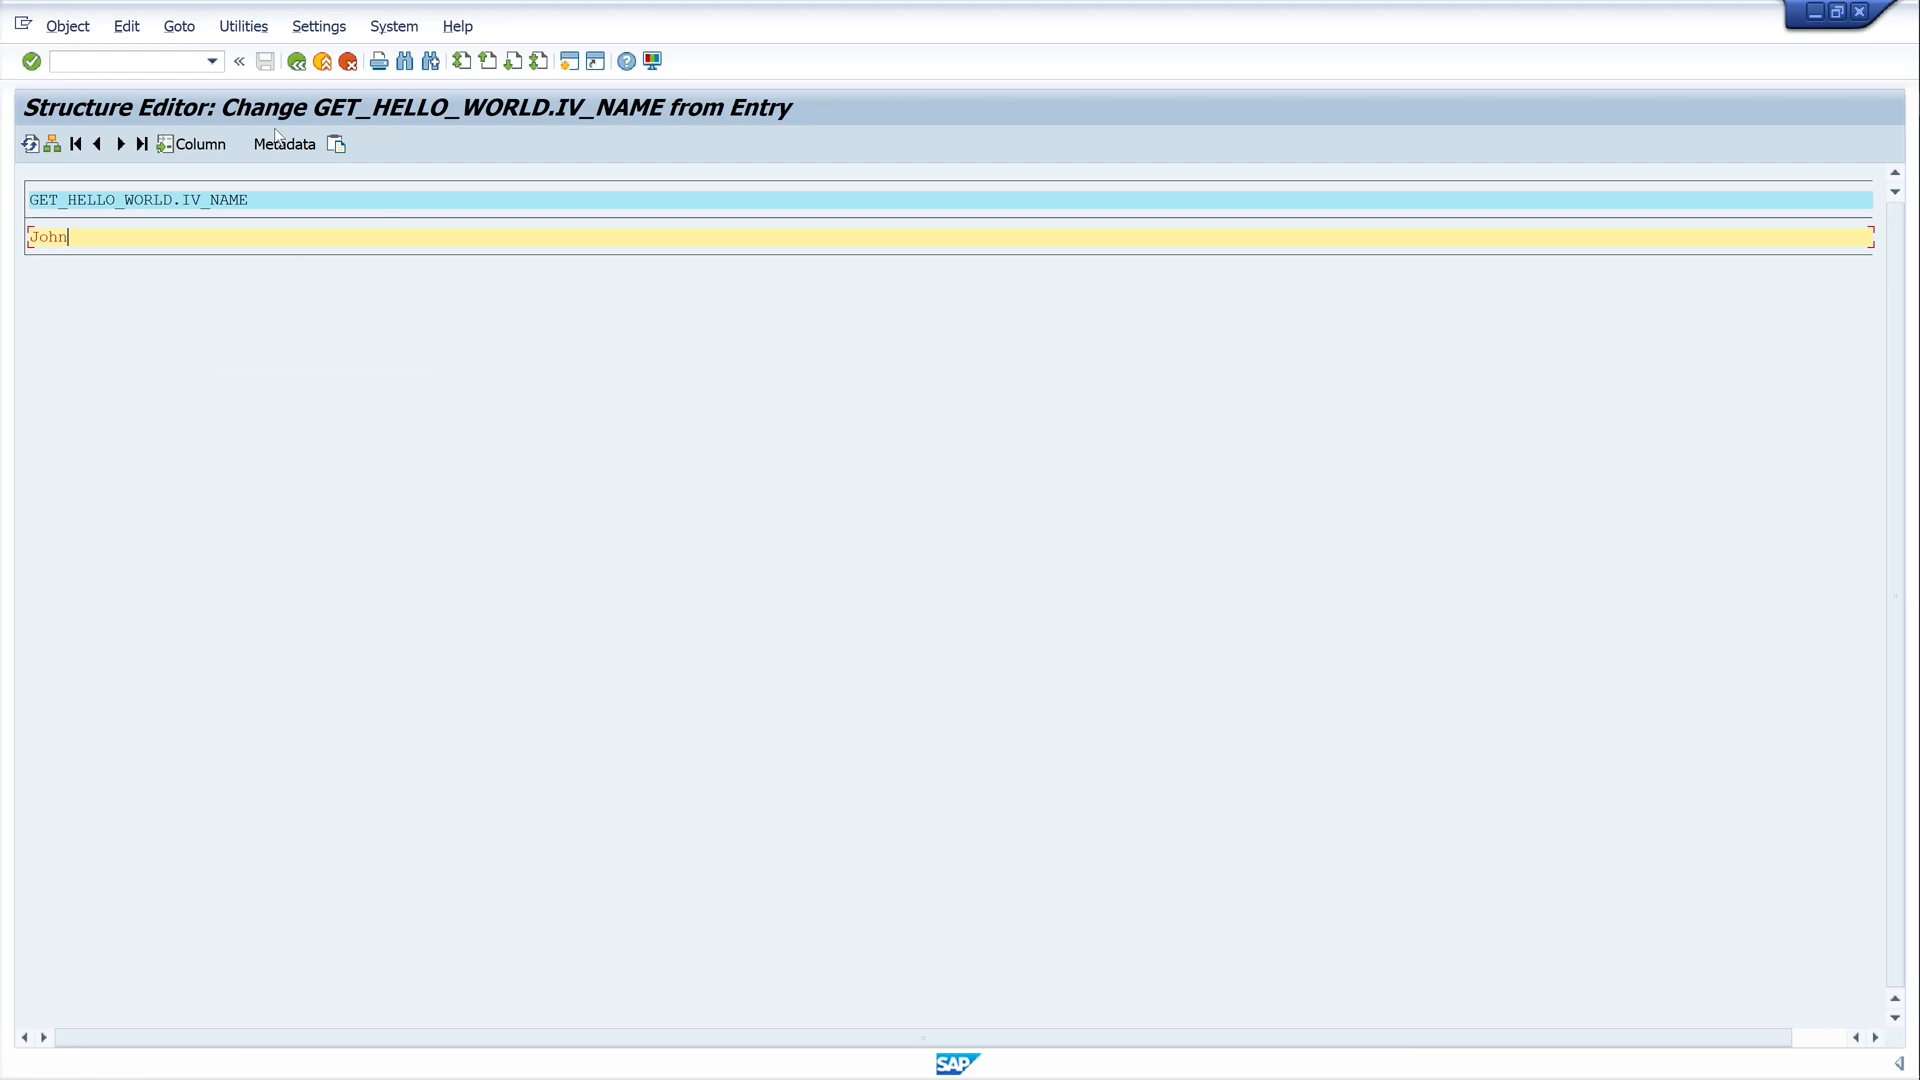 Object Edit Goto Utilities Settings System Help
Structure Editor: Change GET_HELLO_WORLD.IV_NAME from Entry
Column Metadata
GET_HELLO_WORLD.IV_NAME
John
SAP